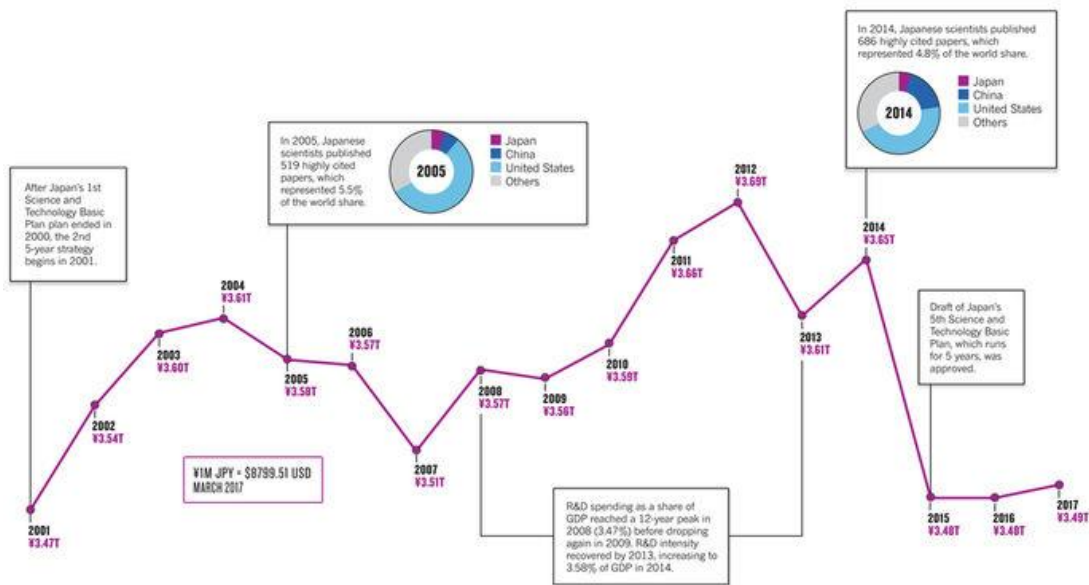 In 2014, Japanese scientists published
686 highly cited papers, which
represented 4.8% of the world share.
2014
Japan
China
United States
Others
In 2005, Japanese
scientists published
519 highly cited
papers, which
represented 5.5%
of the world share.
2005
Japan
China
United States
Others
After Japan's 1st
Science and
Technology Basic
Plan plan ended in
2000, the 2nd
5-year strategy
begins in 2001.
2001
¥3.47T
2002
¥3.54T
2003
¥3.60T
2004
¥3.61T
2005
¥3.58T
2006
¥3.57T
2007
¥3.51T
2008
¥3.57T
2009
¥3.56T
2010
¥3.59T
2011
¥3.66T
2012
¥3.69T
2013
¥3.61T
2014
¥3.65T
Draft of Japan's
5th Science and
Technology Basic
Plan, which runs
for 5 years, was
approved.
2015
¥3.48T
2016
¥3.48T
2017
¥3.49T
¥1M JPY = $8799.51 USD
MARCH 2017
R&D spending as a share of
GDP reached a 12-year peak in
2008 (3.47%) before dropping
again in 2009. R&D intensity
recovered by 2013, increasing to
3.58% of GDP in 2014.